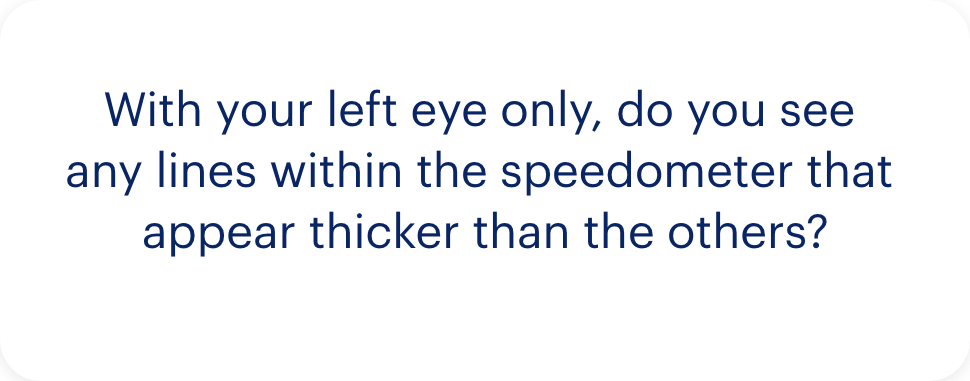 With your left eye only, do you see
any lines within the speedometer that
appear thicker than the others?